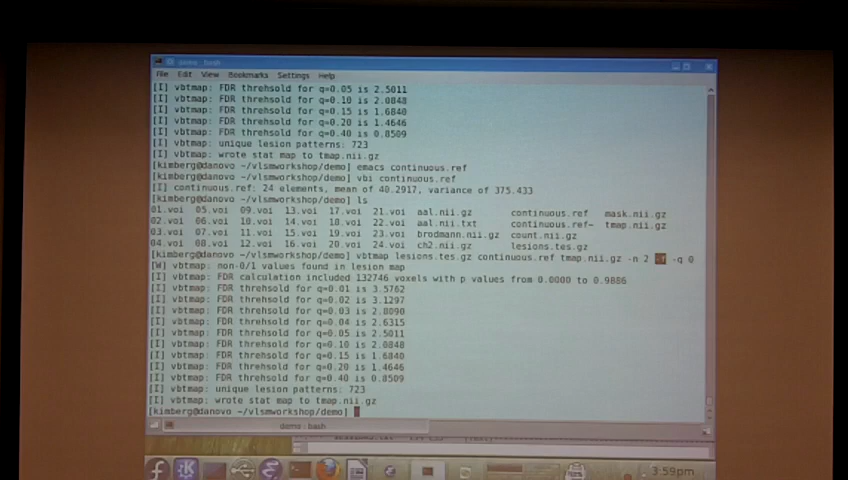 demo : bash
File Edit View Bookmarks Settings Help
[I] vbtmap: FDR threhsold for q=0.05 is 2.5011
[I] vbtmap: FDR threhsold for q=0.10 is 2.0848
[I] vbtmap: FDR threhsold for q=0.15 is 1.6840
[I] vbtmap: FDR threhsold for q=0.20 is 1.4646
[I] vbtmap: FDR threhsold for q=0.40 is 0.8509
[I] vbtmap: unique lesion patterns: 723
[I] vbtmap: wrote stat map to tmap.nii.gz
[kimberg@danovo ~/vlsmworkshop/demo] emacs continuous.ref
[kimberg@danovo ~/vlsmworkshop/demo] vbi continuous.ref
[I] continuous.ref: 24 elements, mean of 40.2917, variance of 375.433
[kimberg@danovo ~/vlsmworkshop/demo] ls
01.voi 05.voi 09.voi 13.voi 17.voi 21.voi aal.nii.gz continuous.ref mask.nii.gz
02.voi 06.voi 10.voi 14.voi 18.voi 22.voi aal.nii.txt continuous.ref~ tmap.nii.gz
03.voi 07.voi 11.voi 15.voi 19.voi 23.voi brodmann.nii.gz count.nii.gz
04.voi 08.voi 12.voi 16.voi 20.voi 24.voi ch2.nii.gz lesions.tes.gz
[kimberg@danovo ~/vlsmworkshop/demo] vbtmap lesions.tes.gz continuous.ref tmap.nii.gz -n 2 -f -q 0
[W] vbtmap: non-0/1 values found in lesion map
[I] vbtmap: FDR calculation included 132746 voxels with p values from 0.0000 to 0.9886
[I] vbtmap: FDR threhsold for q=0.01 is 3.5762
[I] vbtmap: FDR threhsold for q=0.02 is 3.1297
[I] vbtmap: FDR threhsold for q=0.03 is 2.8090
[I] vbtmap: FDR threhsold for q=0.04 is 2.6315
[I] vbtmap: FDR threhsold for q=0.05 is 2.5011
[I] vbtmap: FDR threhsold for q=0.10 is 2.0848
[I] vbtmap: FDR threhsold for q=0.15 is 1.6840
[I] vbtmap: FDR threhsold for q=0.20 is 1.4646
[I] vbtmap: FDR threhsold for q=0.40 is 0.8509
[I] vbtmap: unique lesion patterns: 723
[I] vbtmap: wrote stat map to tmap.nii.gz
[kimberg@danovo ~/vlsmworkshop/demo]
demo : bash
3:59pm